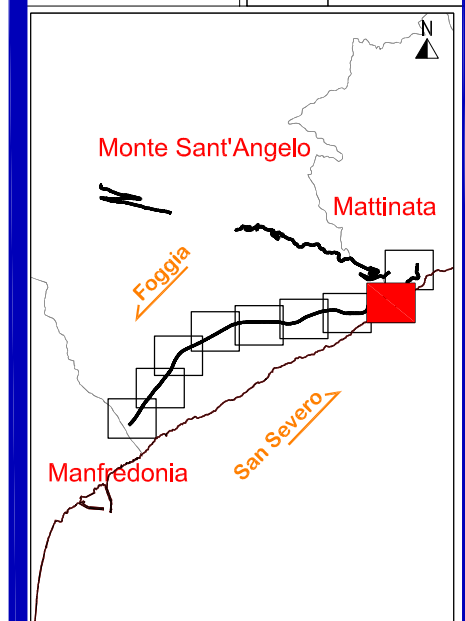 N
Monte Sant'Angelo
Mattinata
Foggia
San Severo
Manfredonia